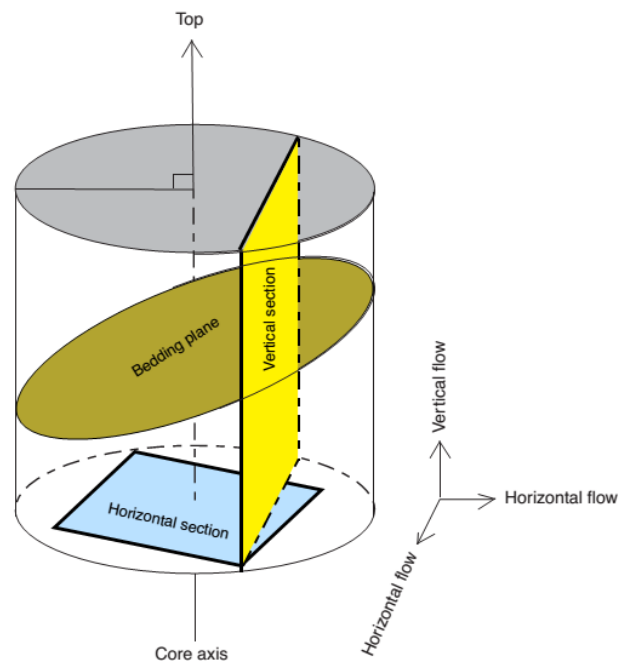 Top
Bedding plane
Vertical section
Horizontal section
Vertical flow
Horizontal flow
Horizontal flow
Core axis